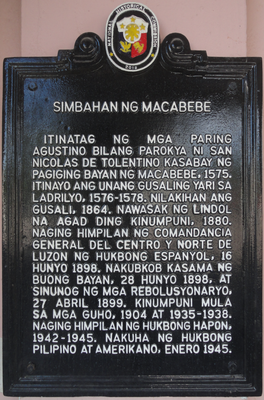 SIMBAHAN NG MACABEBE
ITINATAG NG MGA PARING
AGUSTINO BILANG PAROKYA NI SAN
NICOLAS DE TOLENTINO KASABAY NG
PAGIGING BAYAN NG MACABEBE, 1575.
ITINAYO ANG UNANG GUSALING YARI SA
LADRILYO, 1576-1578. NILAKIHAN ANG
GUSALI, 1864. NAWASAK NG LINDOL
NA AGAD DING KINUMPUNI, 1880.
NAGING HIMPILAN NG COMANDANCIA
GENERAL DEL CENTRO Y NORTE DE
LUZON NG HUKBONG ESPANYOL, 16
HUNYO 1898. NAKUBKOB KASAMA NG
BUONG BAYAN, 28 HUNYO 1898, AT
SINUNOG NG MGA REBOLUSYONARYO,
27 ABRIL 1899. KINUMPUNI MULA
SA MGA GUHO, 1904 AT 1935-1938.
NAGING HIMPILAN NG HUKBONG HAPON,
1942-1945. NAKUHA NG HUKBONG
PILIPINO AT AMERIKANO, ENERO 1945.